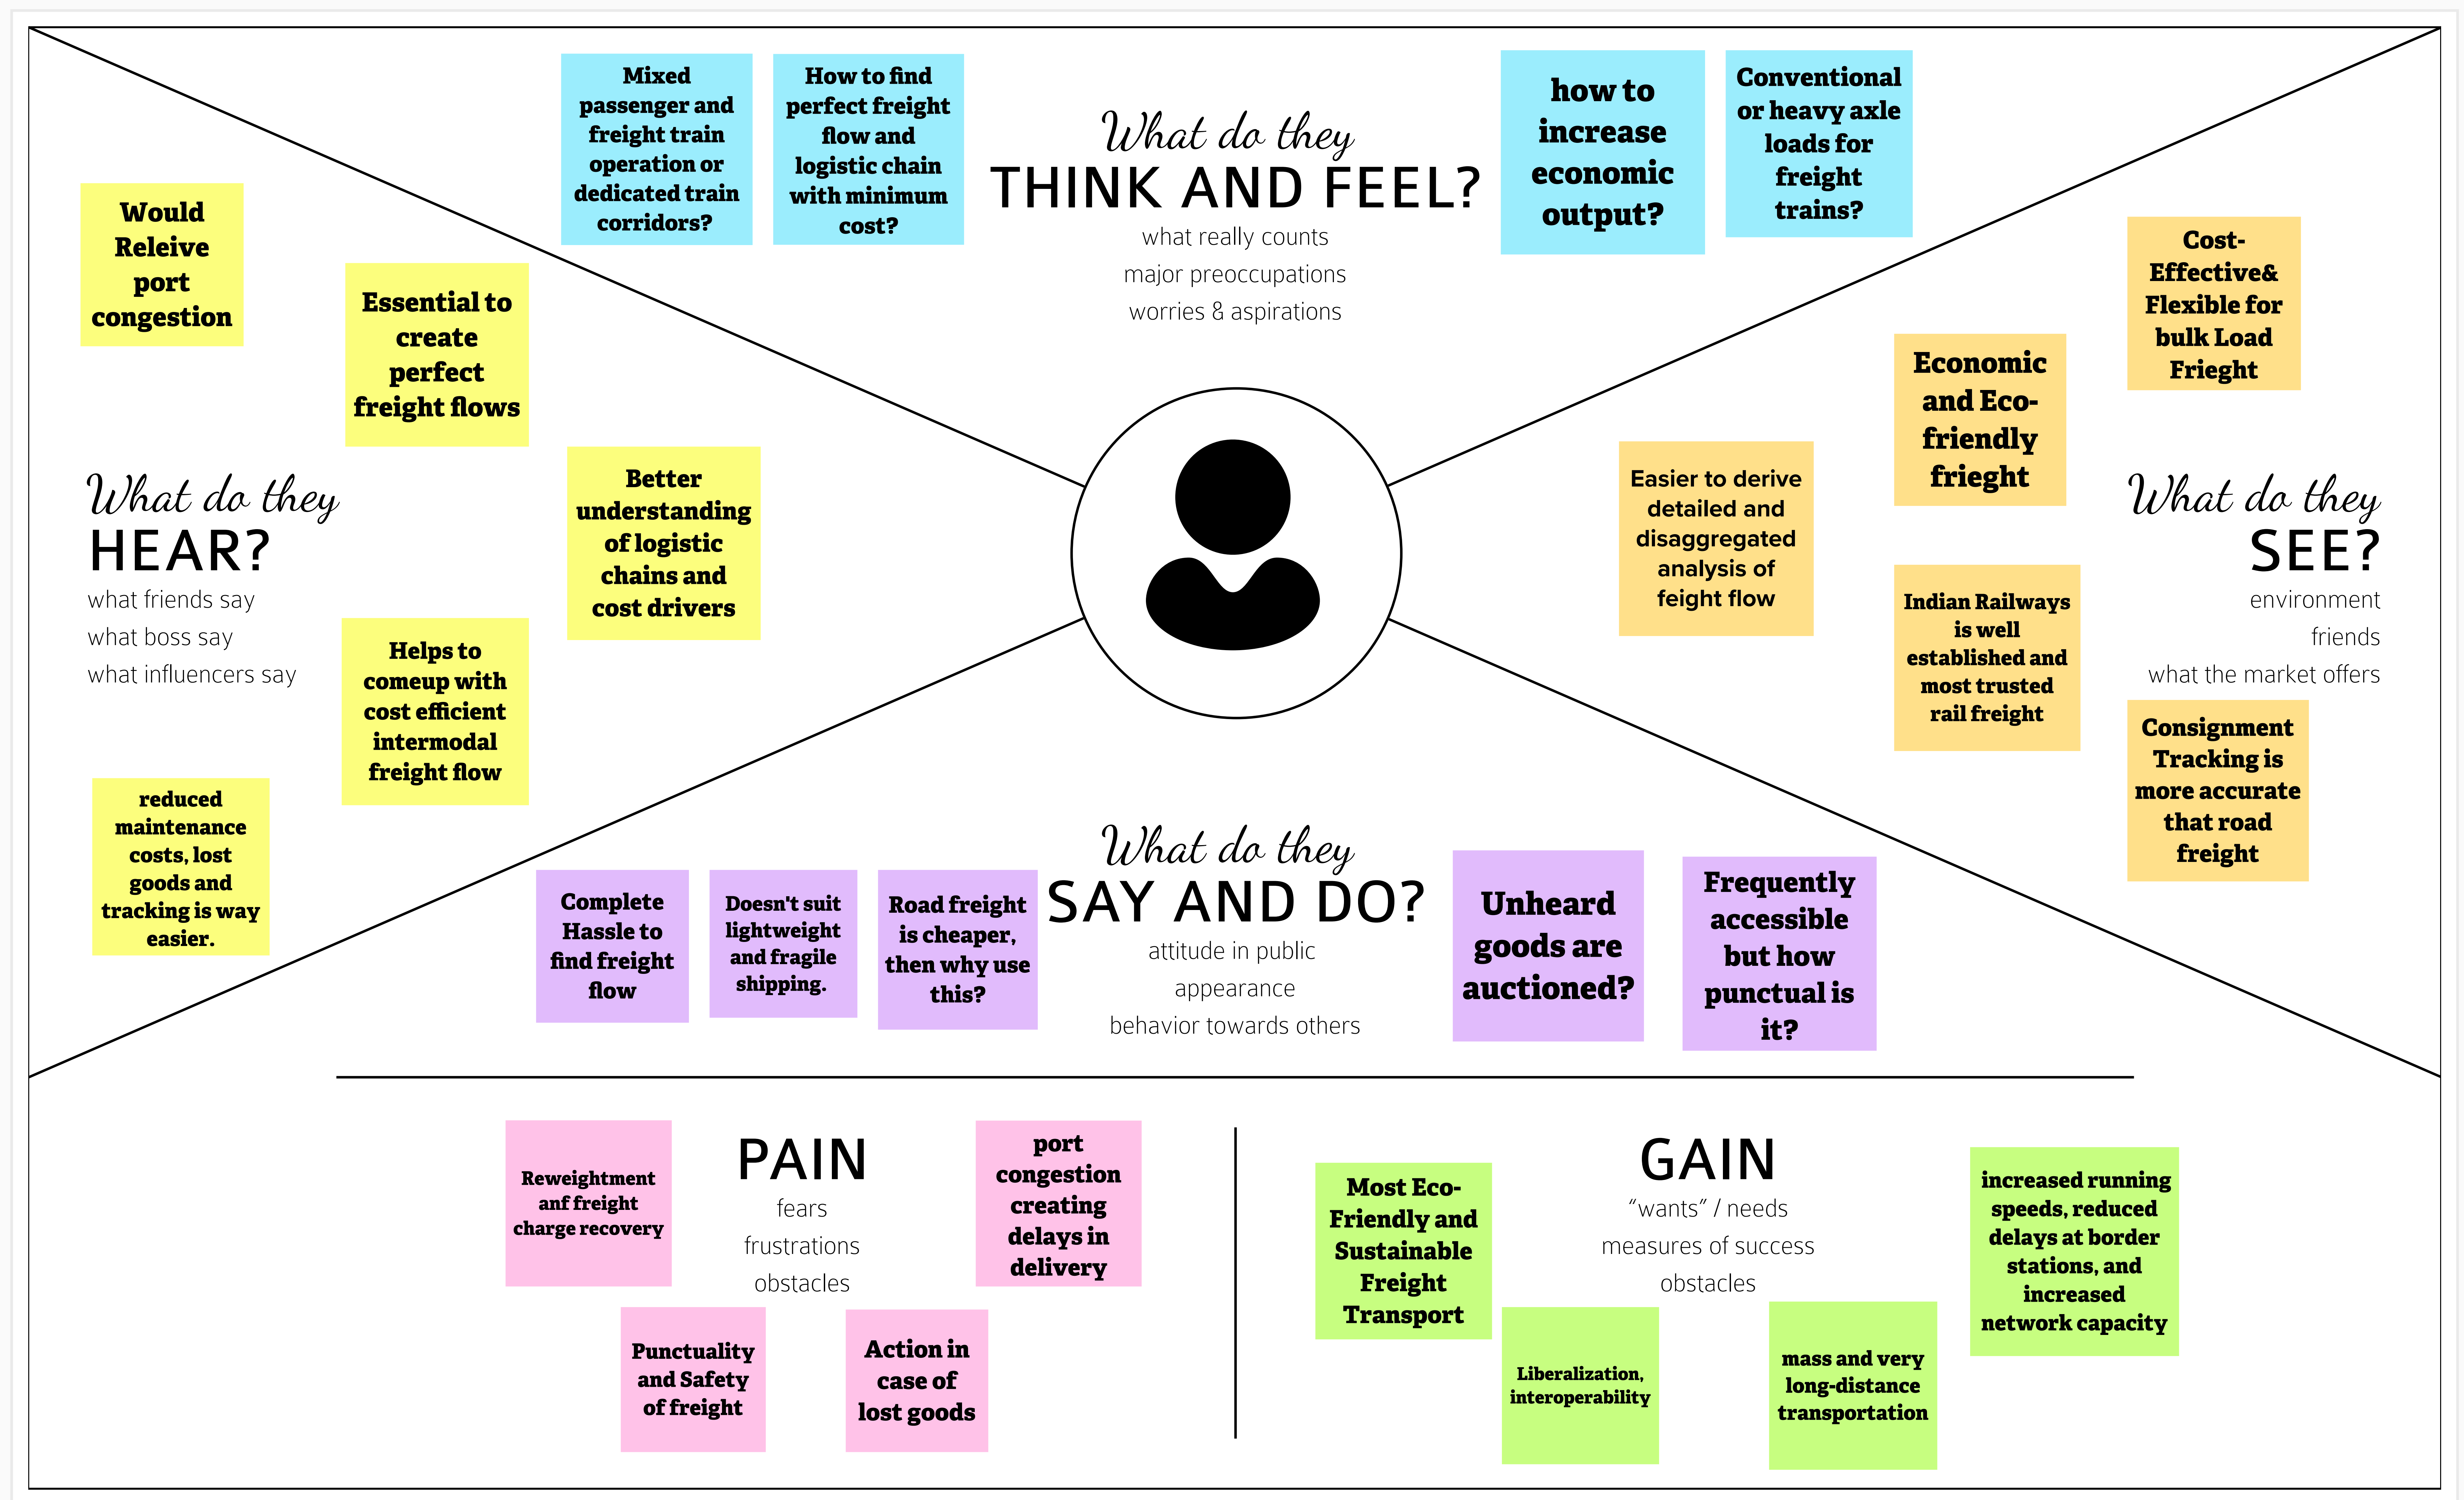 What do they
THINK AND FEEL?
what really counts
major preoccupations
worries & aspirations
Mixed
passenger and
freight train
operation or
dedicated train
corridors?
How to find
perfect freight
flow and
logistic chain
with minimum
cost?
how to
increase
economic
output?
Conventional
or heavy axle
loads for
freight
trains?
Would
Releive
port
congestion
Essential to
create
perfect
freight flows
Better
understanding
of logistic
chains and
cost drivers
What do they
HEAR?
what friends say
what boss say
what influencers say
Helps to
comeup with
cost efficient
intermodal
freight flow
reduced
maintenance
costs, lost
goods and
tracking is way
easier.
Cost-
Effective&
Flexible for
bulk Load
Frieght
Economic
and Eco-
friendly
frieght
Easier to derive
detailed and
disaggregated
analysis of
feight flow
What do they
SEE?
environment
friends
what the market offers
Indian Railways
is well
established and
most trusted
rail freight
Consignment
Tracking is
more accurate
that road
freight
What do they
SAY AND DO?
attitude in public
appearance
behavior towards others
Complete
Hassle to
find freight
flow
Doesn't suit
lightweight
and fragile
shipping.
Road freight
is cheaper,
then why use
this?
Unheard
goods are
auctioned?
Frequently
accessible
but how
punctual is
it?
PAIN
fears
frustrations
obstacles
Reweightment
anf freight
charge recovery
port
congestion
creating
delays in
delivery
Punctuality
and Safety
of freight
Action in
case of
lost goods
GAIN
“wants” / needs
measures of success
obstacles
Most Eco-
Friendly and
Sustainable
Freight
Transport
Liberalization,
interoperability
mass and very
long-distance
transportation
increased running
speeds, reduced
delays at border
stations, and
increased
network capacity